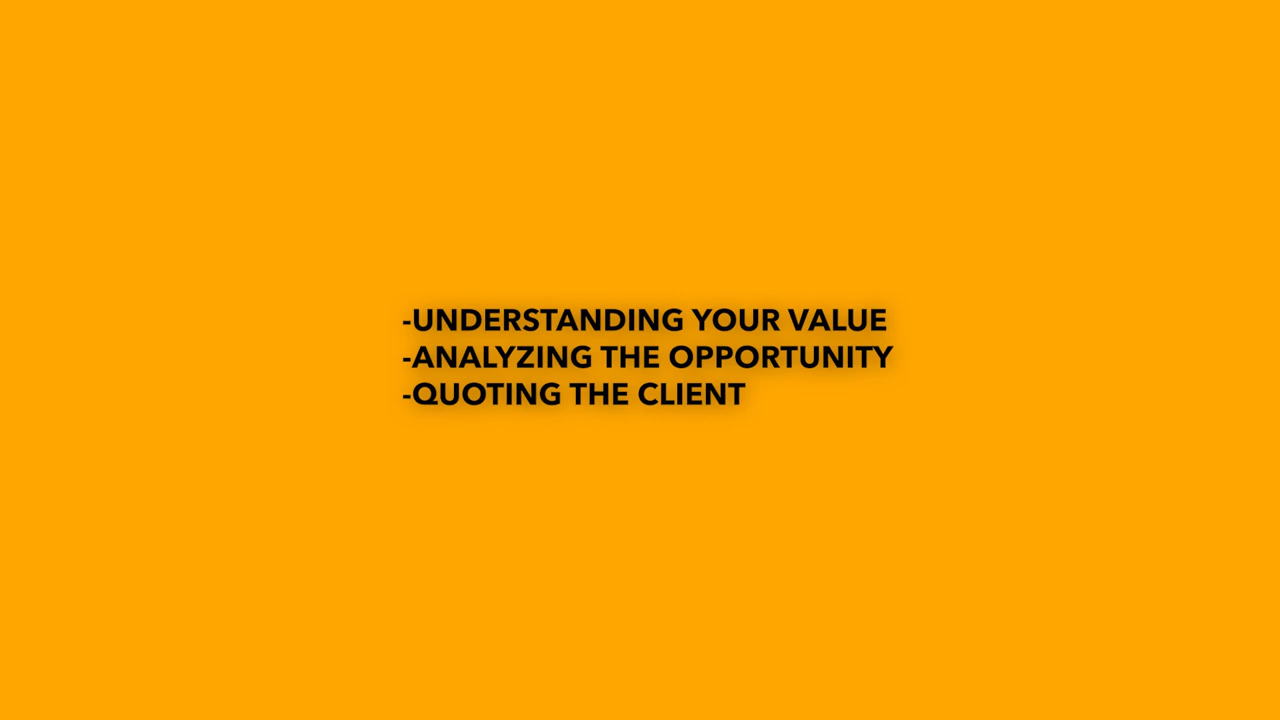 -UNDERSTANDING YOUR VALUE
-ANALYZING THE OPPORTUNITY
-QUOTING THE CLIENT